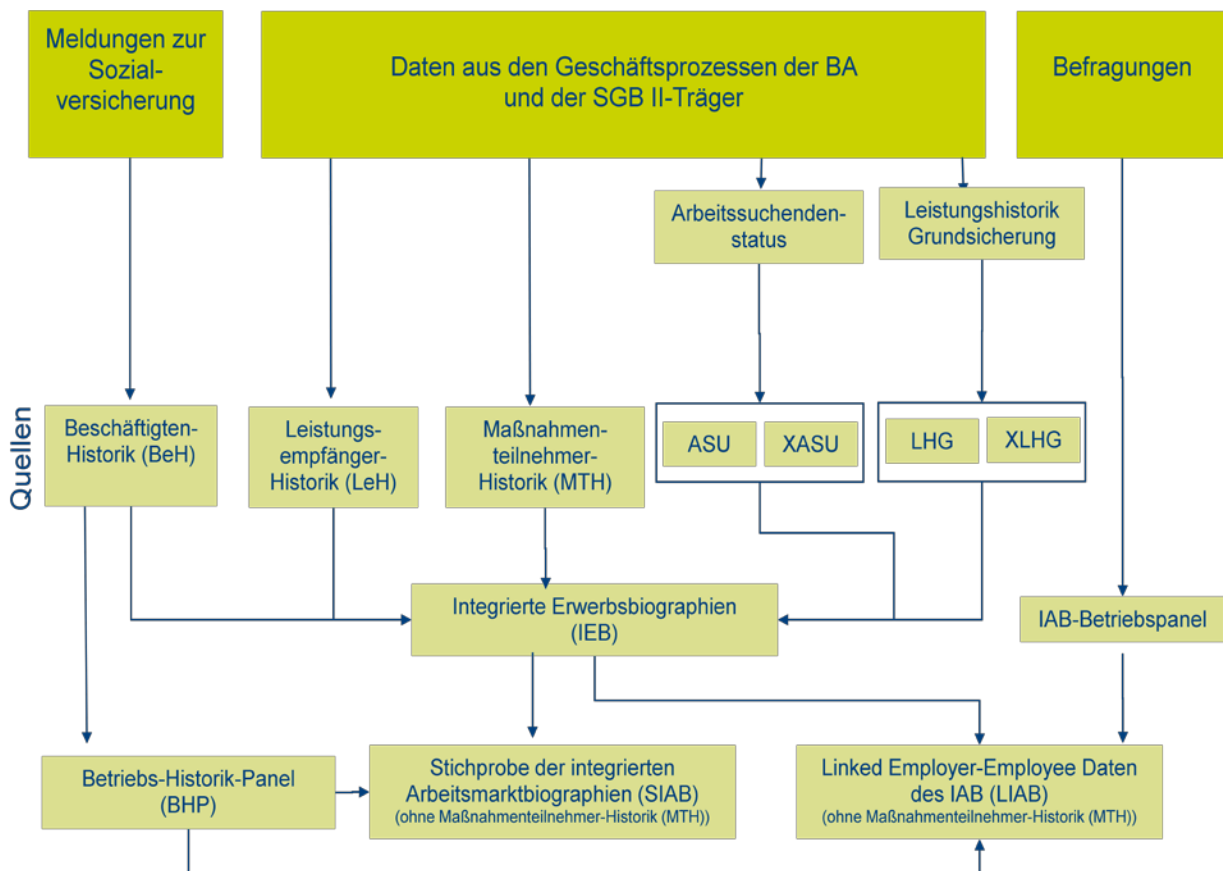 Meldungen zur
Sozial-
versicherung
Daten aus den Geschäftsprozessen der BA
und der SGB II-Träger
Befragungen
Arbeitssuchenden-
status
Leistungshistorik
Grundsicherung
Quellen
Beschäftigten-
Historik (BeH)
Leistungs-
empfänger-
Historik (LeH)
Maßnahmen-
teilnehmer-
Historik (MTH)
ASU
XASU
LHG
XLHG
Integrierte Erwerbsbiographien
(IEB)
IAB-Betriebspanel
Betriebs-Historik-Panel
(BHP)
Stichprobe der integrierten
Arbeitsmarktbiographien (SIAB)
(ohne Maßnahmenteilnehmer-Historik (MTH))
Linked Employer-Employee Daten
des IAB (LIAB)
(ohne Maßnahmenteilnehmer-Historik (MTH))